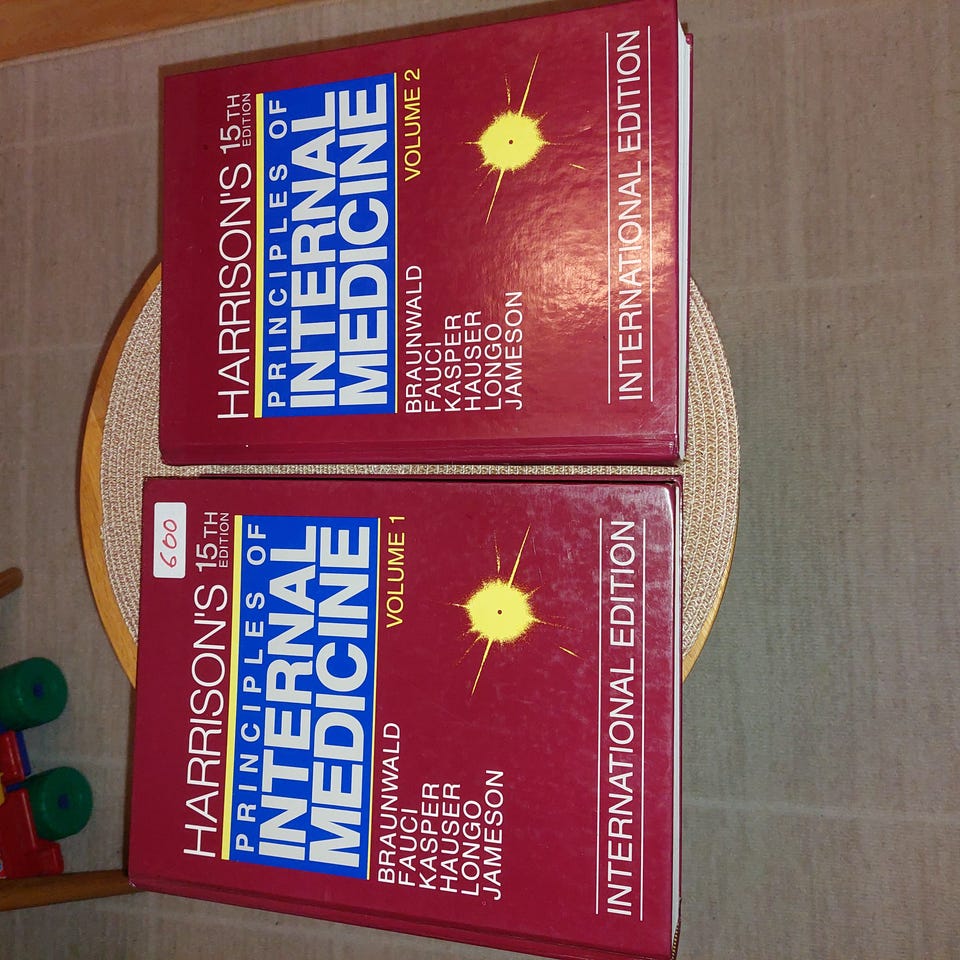 HARRISON'S 15TH
EDITION
PRINCIPLES OF
INTERNAL
MEDICINE
VOLUME 2
BRAUNWALD
FAUCI
KASPER
HAUSER
LONGO
JAMESON
INTERNATIONAL EDITION
600
HARRISON'S 15TH
EDITION
PRINCIPLES OF
INTERNAL
MEDICINE
VOLUME 1
BRAUNWALD
FAUCI
KASPER
HAUSER
LONGO
JAMESON
INTERNATIONAL EDITION